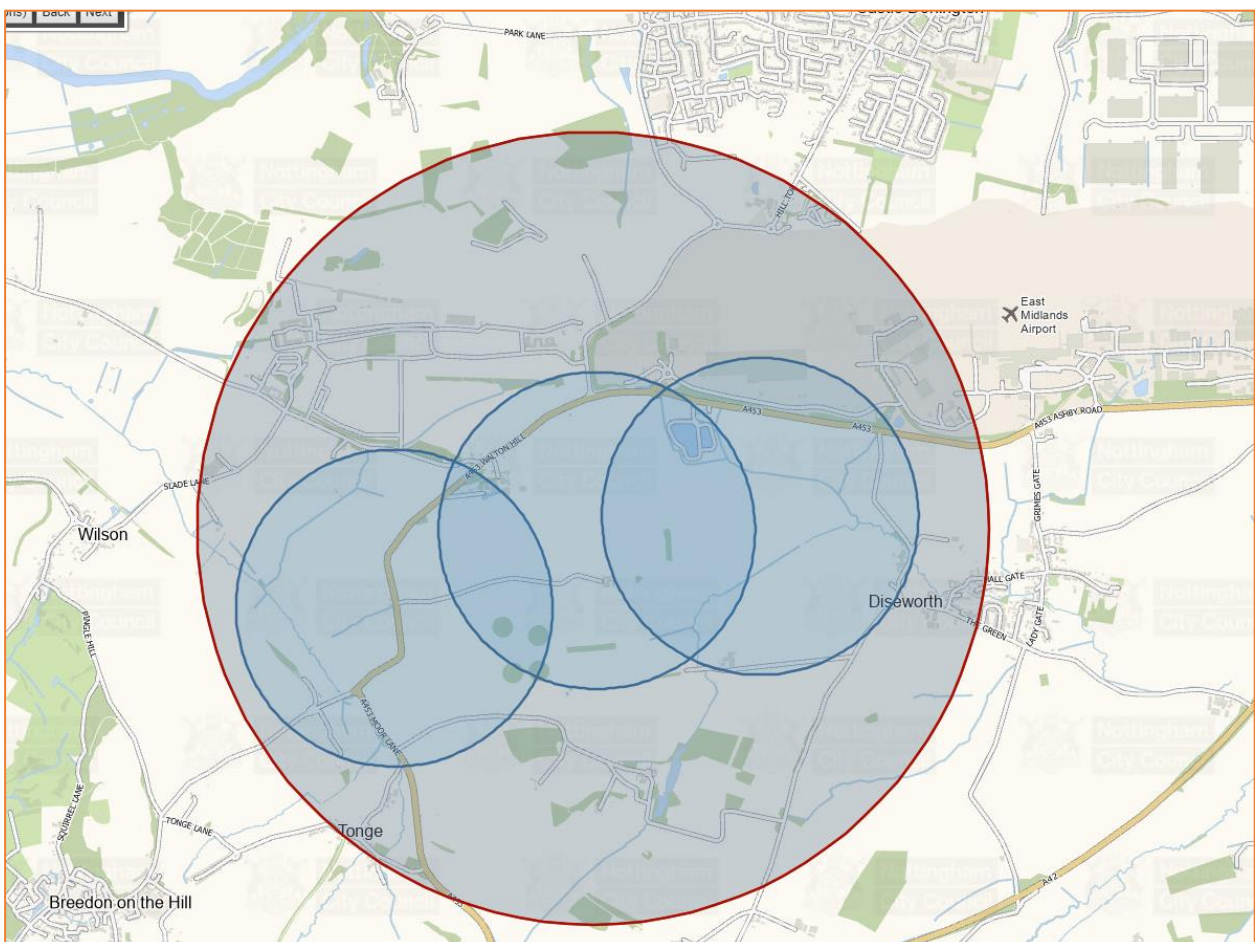 Back Next
PARK LANE
HILL TO
East
Midlands
Airport
A453
A453
A453 ASHBY ROAD
A453 WALTON HILL
SLADE LANE
Wilson
GRIMES GATE
HALL GATE
Diseworth
THE GREEN
LADY GATE
PINGLE HILL
A453 MOOR LANE
SQUIRREL LANE
TONGE LANE
Tonge
A42
Breedon on the Hill
Nottingham
City Council